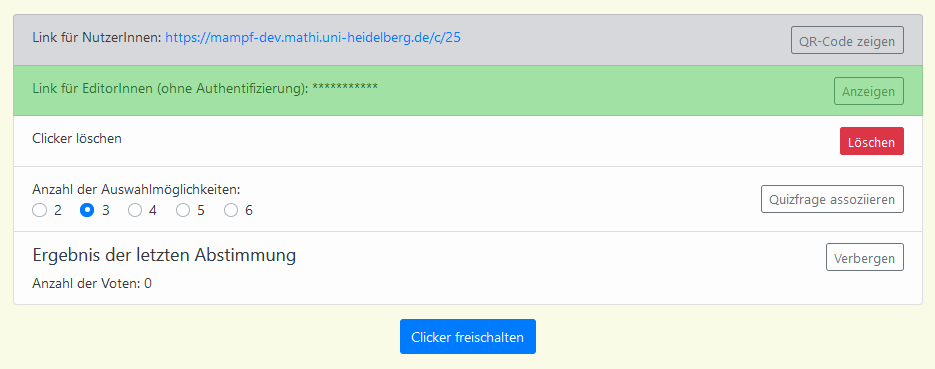 Link für NutzerInnen: https://mampf-dev.mathi.uni-heidelberg.de/c/25 QR-Code zeigen
Link für EditorInnen (ohne Authentifizierung): *********** Anzeigen
Clicker löschen Löschen
Anzahl der Auswahlmöglichkeiten:
2 3 4 5 6 Quizfrage assoziieren
Ergebnis der letzten Abstimmung Verbergen
Anzahl der Voten: 0
Clicker freischalten